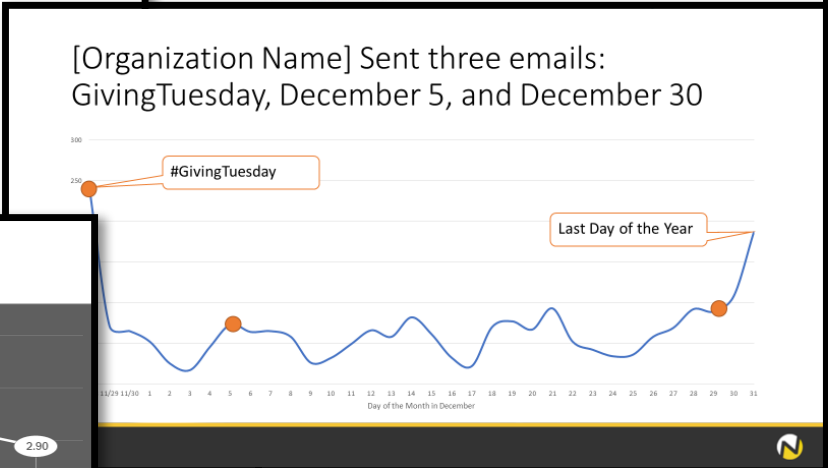 [Organization Name] Sent three emails:
GivingTuesday, December 5, and December 30
300
#GivingTuesday
250
Last Day of the Year
11/29 11/30 1 2 3 4 5 6 7 8 9 10 11 12 13 14 15 16 17 18 19 20 21 22 23 24 25 26 27 28 29 30 31
Day of the Month in December
2.90
N